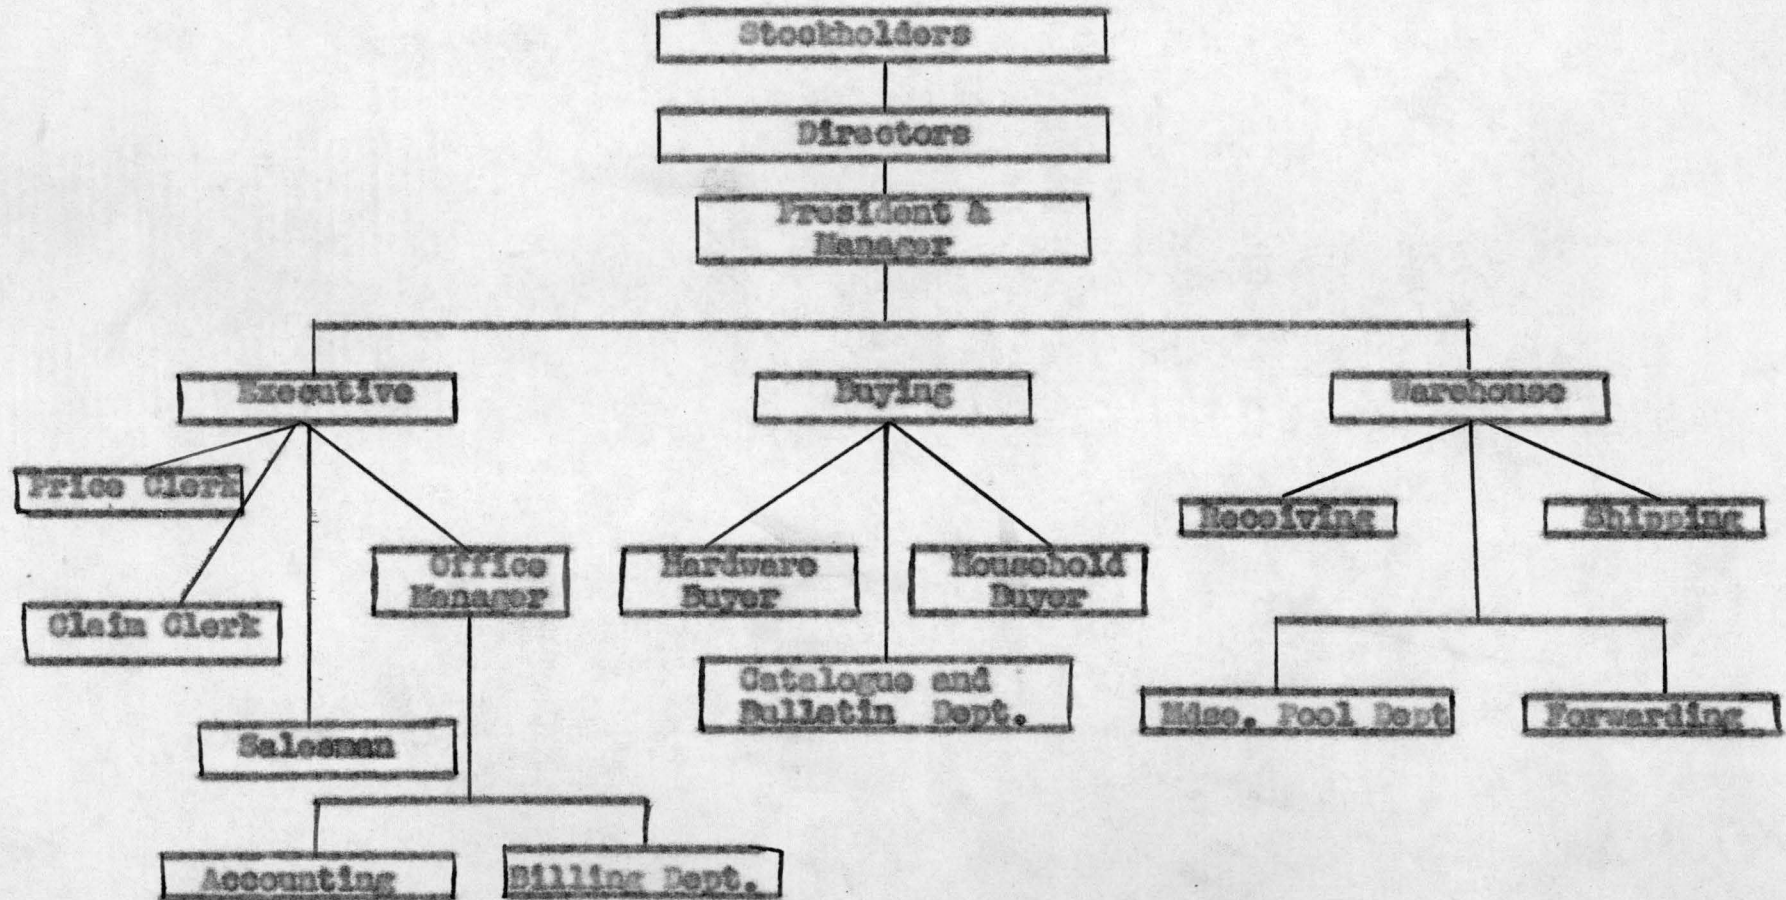 Stockholders
Directors
President &
Manager
Executive
Buying
Warehouse
Price Clerk
Receiving
Shipping
Office
Manager
Hardware
Buyer
Household
Buyer
Claim Clerk
Catalogue and
Bulletin Dept.
Mdse. Pool Dept
Forwarding
Salesman
Accounting
Billing Dept.